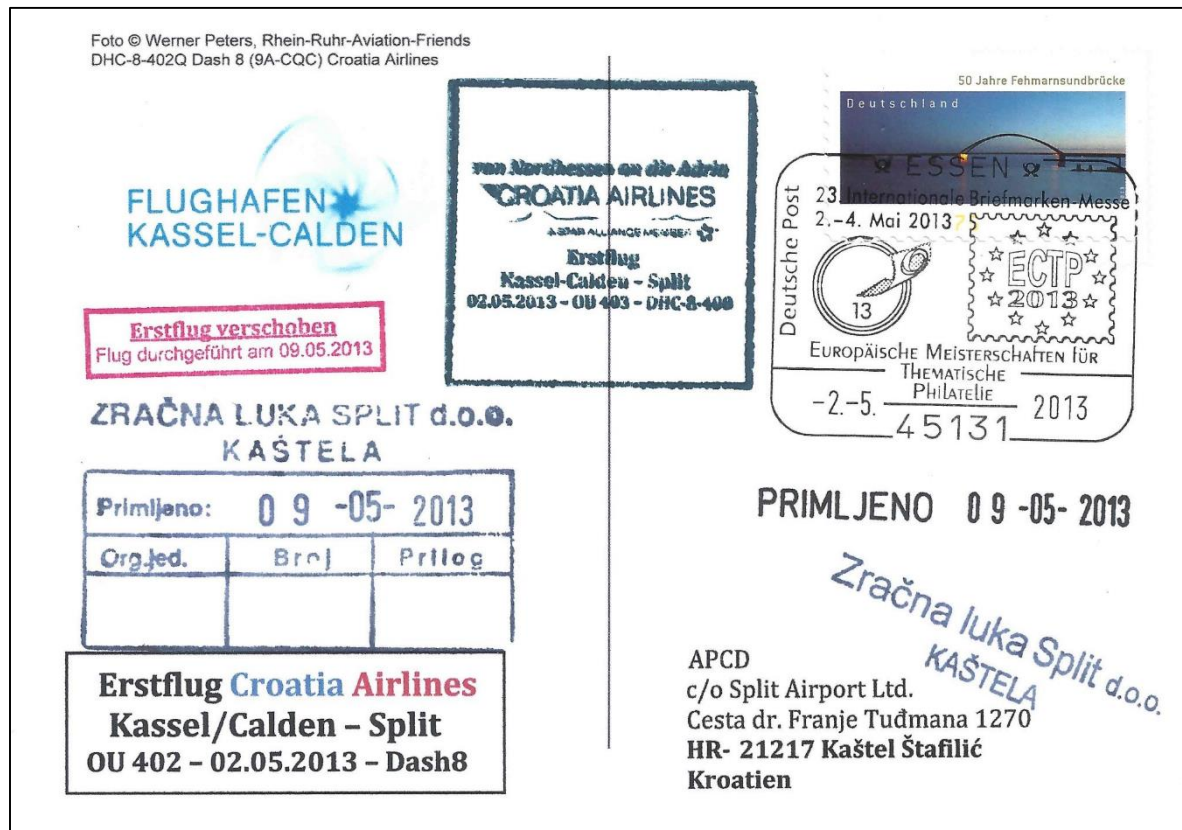 Foto © Werner Peters, Rhein-Ruhr-Aviation-Friends
DHC-8-402Q Dash 8 (9A-CQC) Croatia Airlines
FLUGHAFEN
KASSEL-CALDEN
von Nordhessen an die Adria
CROATIA AIRLINES
A STAR ALLIANCE MEMBER
Erstflug
Kassel-Calden - Split
02.05.2013 - OU 403 - DHC-8-400
50 Jahre Fehmarnsundbrücke
Deutschland
75
Deutsche Post
ESSEN
23. Internationale Briefmarken-Messe
2.-4. Mai 2013
13
ECTP
2013
EUROPÄISCHE MEISTERSCHAFTEN FÜR
THEMATISCHE
PHILATELIE
-2.-5. 2013
45131
Erstflug verschoben
Flug durchgeführt am 09.05.2013
ZRAČNA LUKA SPLIT d.o.o.
KAŠTELA
Primljeno: 09 -05- 2013
Org.jed. Broj Prilog
Erstflug Croatia Airlines
Kassel/Calden – Split
OU 402 – 02.05.2013 – Dash8
PRIMLJENO 09 -05- 2013
Zračna luka Split d.o.o.
KAŠTELA
APCD
c/o Split Airport Ltd.
Cesta dr. Franje Tuđmana 1270
HR- 21217 Kaštel Štafilić
Kroatien